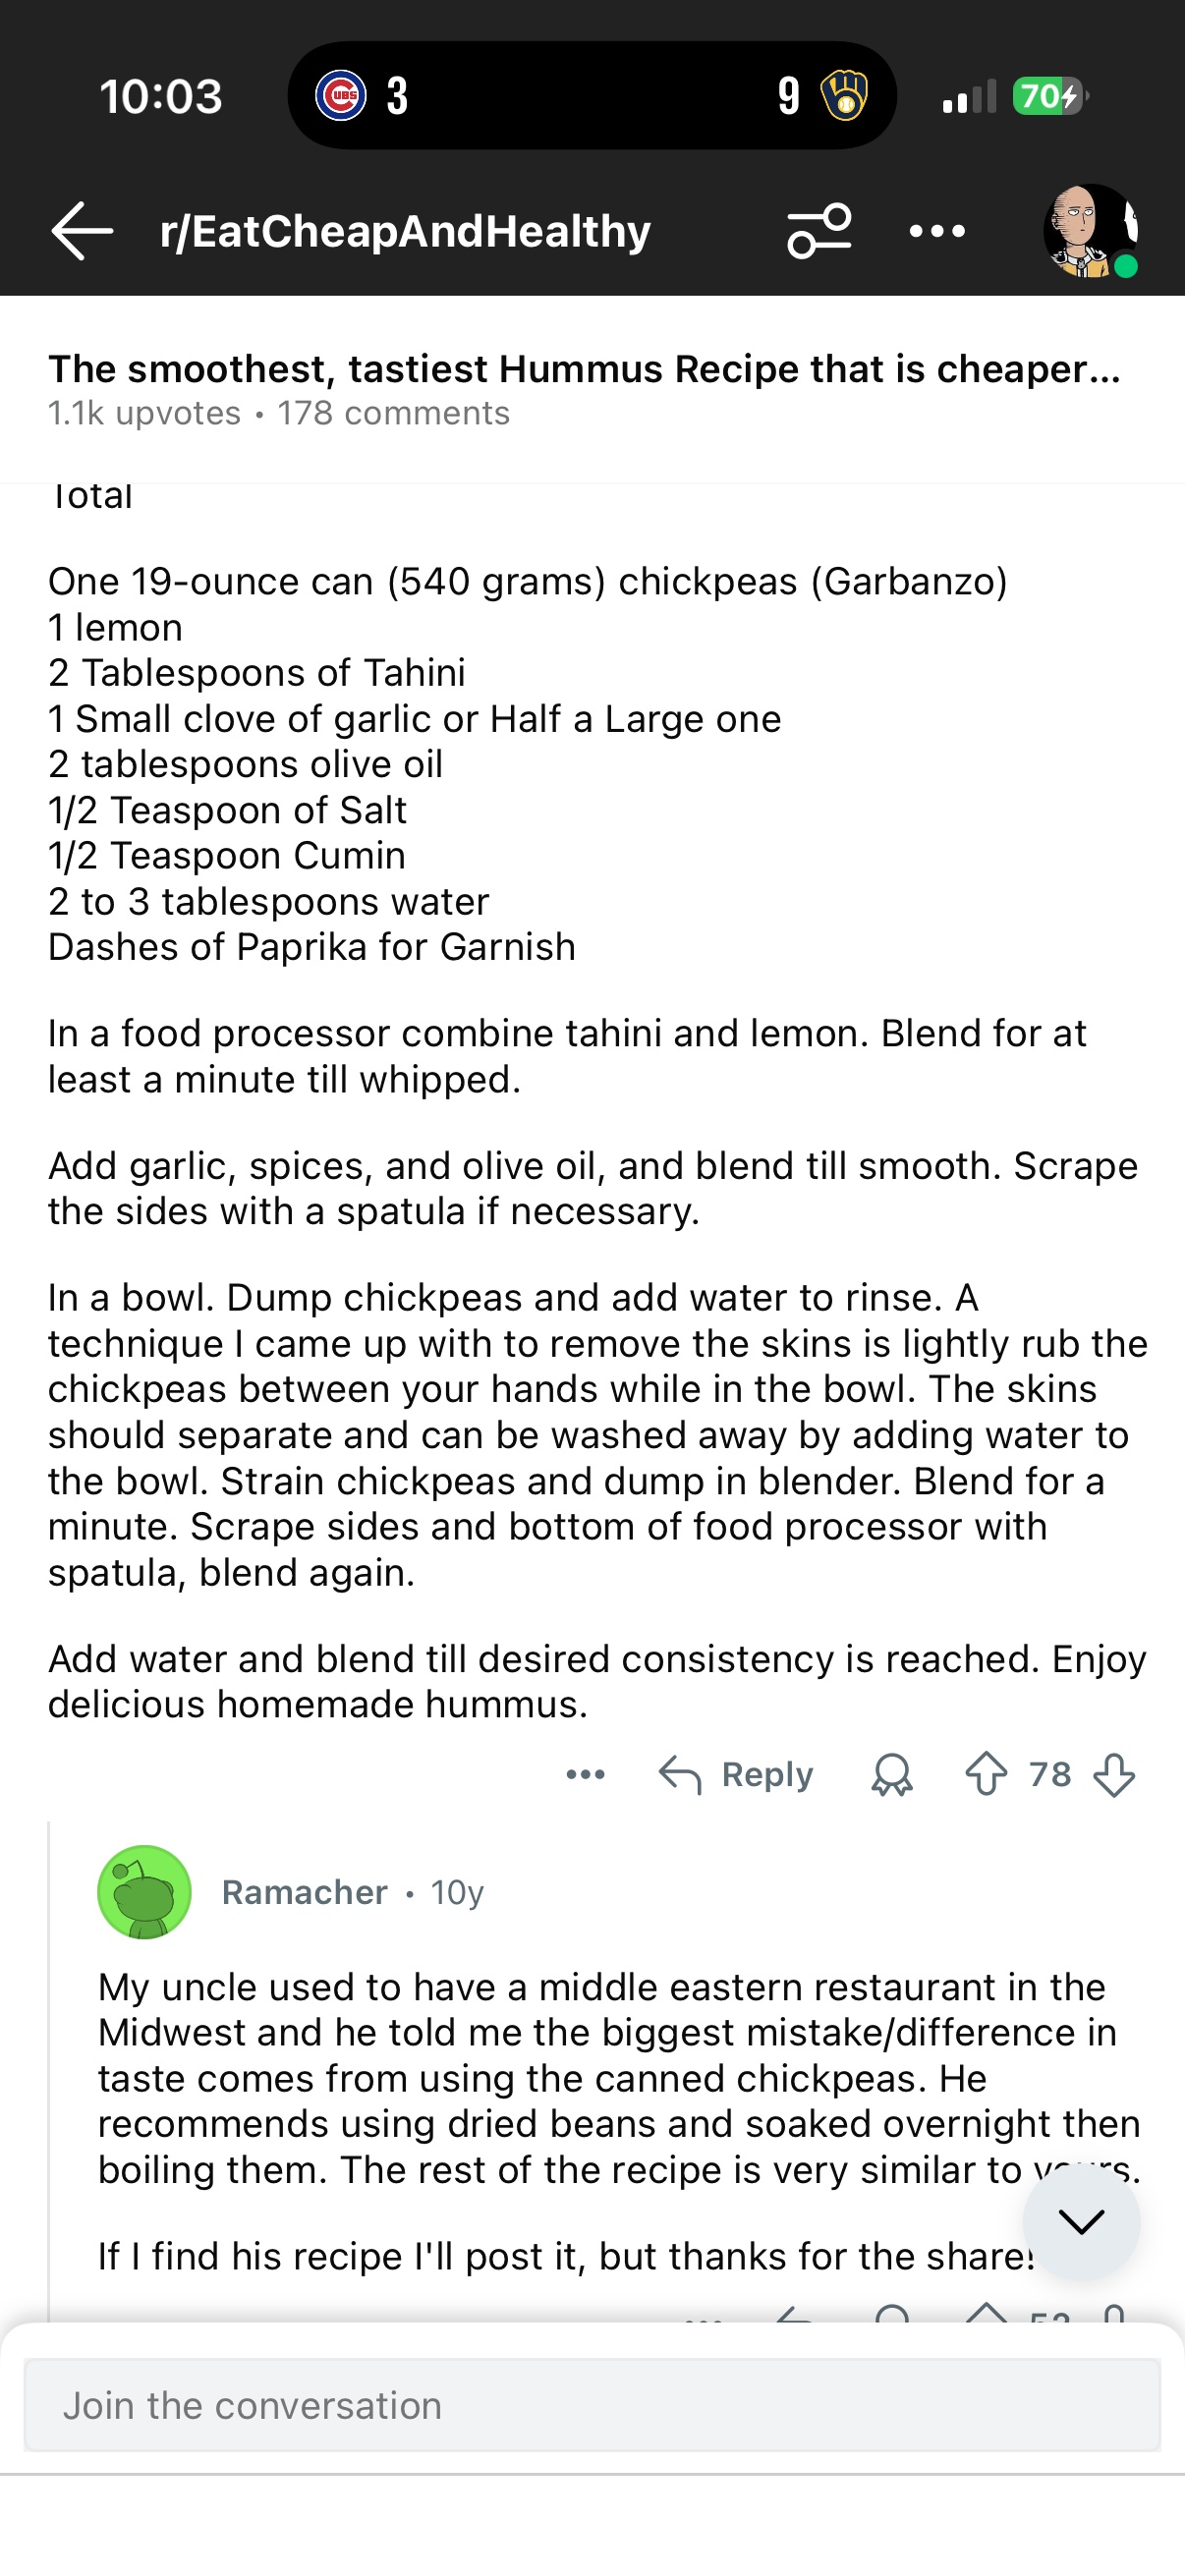 10:03
CUBS
3
9
70
r/EatCheapAndHealthy
The smoothest, tastiest Hummus Recipe that is cheaper...
1.1k upvotes • 178 comments
Total
One 19-ounce can (540 grams) chickpeas (Garbanzo)
1 lemon
2 Tablespoons of Tahini
1 Small clove of garlic or Half a Large one
2 tablespoons olive oil
1/2 Teaspoon of Salt
1/2 Teaspoon Cumin
2 to 3 tablespoons water
Dashes of Paprika for Garnish
In a food processor combine tahini and lemon. Blend for at
least a minute till whipped.
Add garlic, spices, and olive oil, and blend till smooth. Scrape
the sides with a spatula if necessary.
In a bowl. Dump chickpeas and add water to rinse. A
technique I came up with to remove the skins is lightly rub the
chickpeas between your hands while in the bowl. The skins
should separate and can be washed away by adding water to
the bowl. Strain chickpeas and dump in blender. Blend for a
minute. Scrape sides and bottom of food processor with
spatula, blend again.
Add water and blend till desired consistency is reached. Enjoy
delicious homemade hummus.
Reply
78
Ramacher • 10y
My uncle used to have a middle eastern restaurant in the
Midwest and he told me the biggest mistake/difference in
taste comes from using the canned chickpeas. He
recommends using dried beans and soaked overnight then
boiling them. The rest of the recipe is very similar to yours.
If I find his recipe I'll post it, but thanks for the share!
Join the conversation